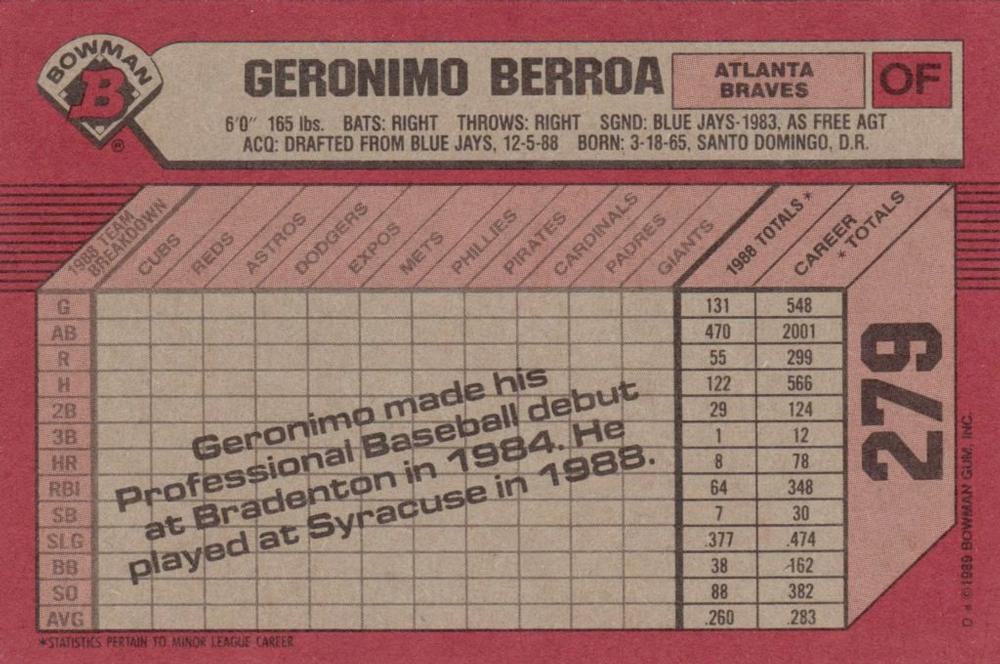 BOWMAN
B
®
GERONIMO BERROA
ATLANTA
BRAVES
OF
6'0" 165 lbs. BATS: RIGHT THROWS: RIGHT SGND: BLUE JAYS-1983, AS FREE AGT
ACQ: DRAFTED FROM BLUE JAYS, 12-5-88 BORN: 3-18-65, SANTO DOMINGO, D.R.
1988 TEAM BREAKDOWN CUBS REDS ASTROS DODGERS EXPOS METS PHILLIES PIRATES CARDINALS PADRES GIANTS 1988 TOTALS * CAREER * TOTALS
G 131 548
AB 470 2001
R 55 299
H 122 566
2B 29 124
3B 1 12
HR 8 78
RBI 64 348
SB 7 30
SLG .377 .474
BB 38 162
SO 88 382
AVG .260 .283
Geronimo made his
Professional Baseball debut
at Bradenton in 1984. He
played at Syracuse in 1988.
279
*STATISTICS PERTAIN TO MINOR LEAGUE CAREER
D * ©1989 BOWMAN GUM, INC.